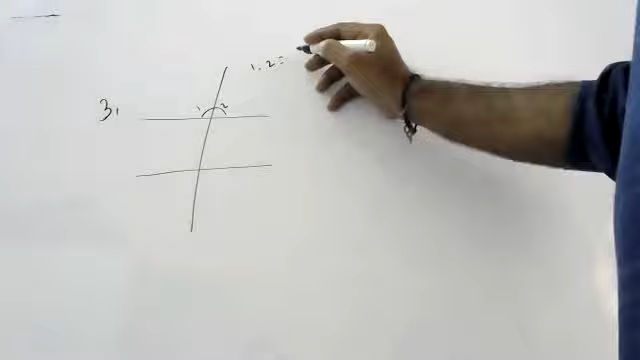 1, 2 =
3,
1 2